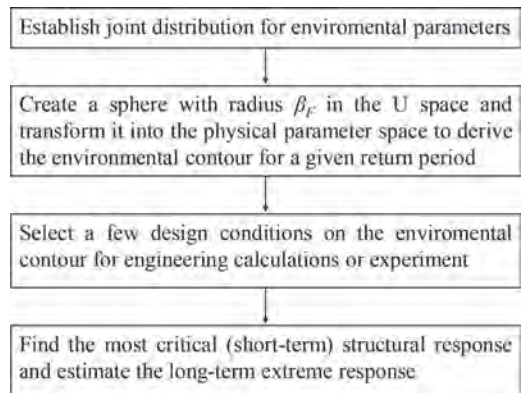 Establish joint distribution for enviromental parameters
Create a sphere with radius β_F in the U space and
transform it into the physical parameter space to derive
the environmental contour for a given return period
Select a few design conditions on the enviromental
contour for engineering calculations or experiment
Find the most critical (short-term) structural response
and estimate the long-term extreme response